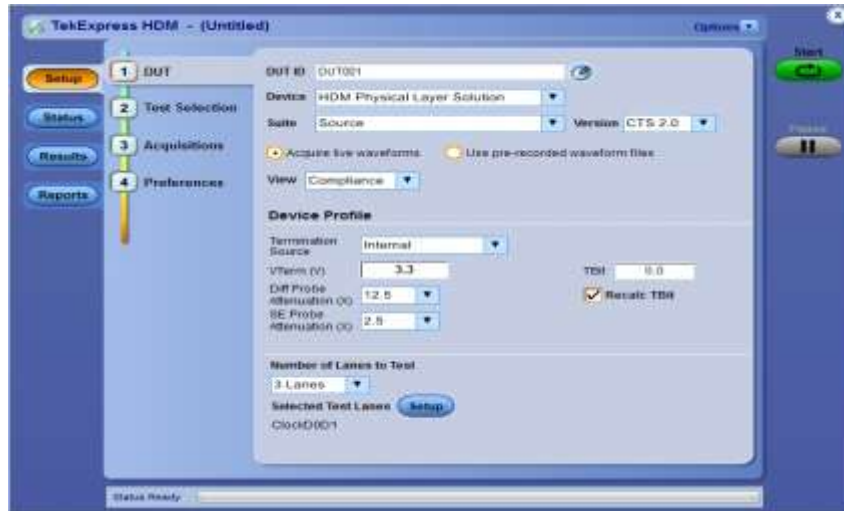 TekExpress HDM - (Untitled)
Options
Start
Setup
Status
Results
Reports
1 DUT
2 Test Selection
3 Acquisitions
4 Preferences
DUT ID DUT001
Device HDM Physical Layer Solution
Suite Source Version CTS 2.0
Acquire live waveforms Use pre-recorded waveform files
View Compliance
Device Profile
Termination Source Internal
VTerm (V) 3.3 TBit 0.0
Diff Probe Attenuation (X) 12.5 Recalc TBit
SE Probe Attenuation (X) 2.5
Number of Lanes to Test
3 Lanes
Selected Test Lanes Setup
ClockD0D1
Status Ready